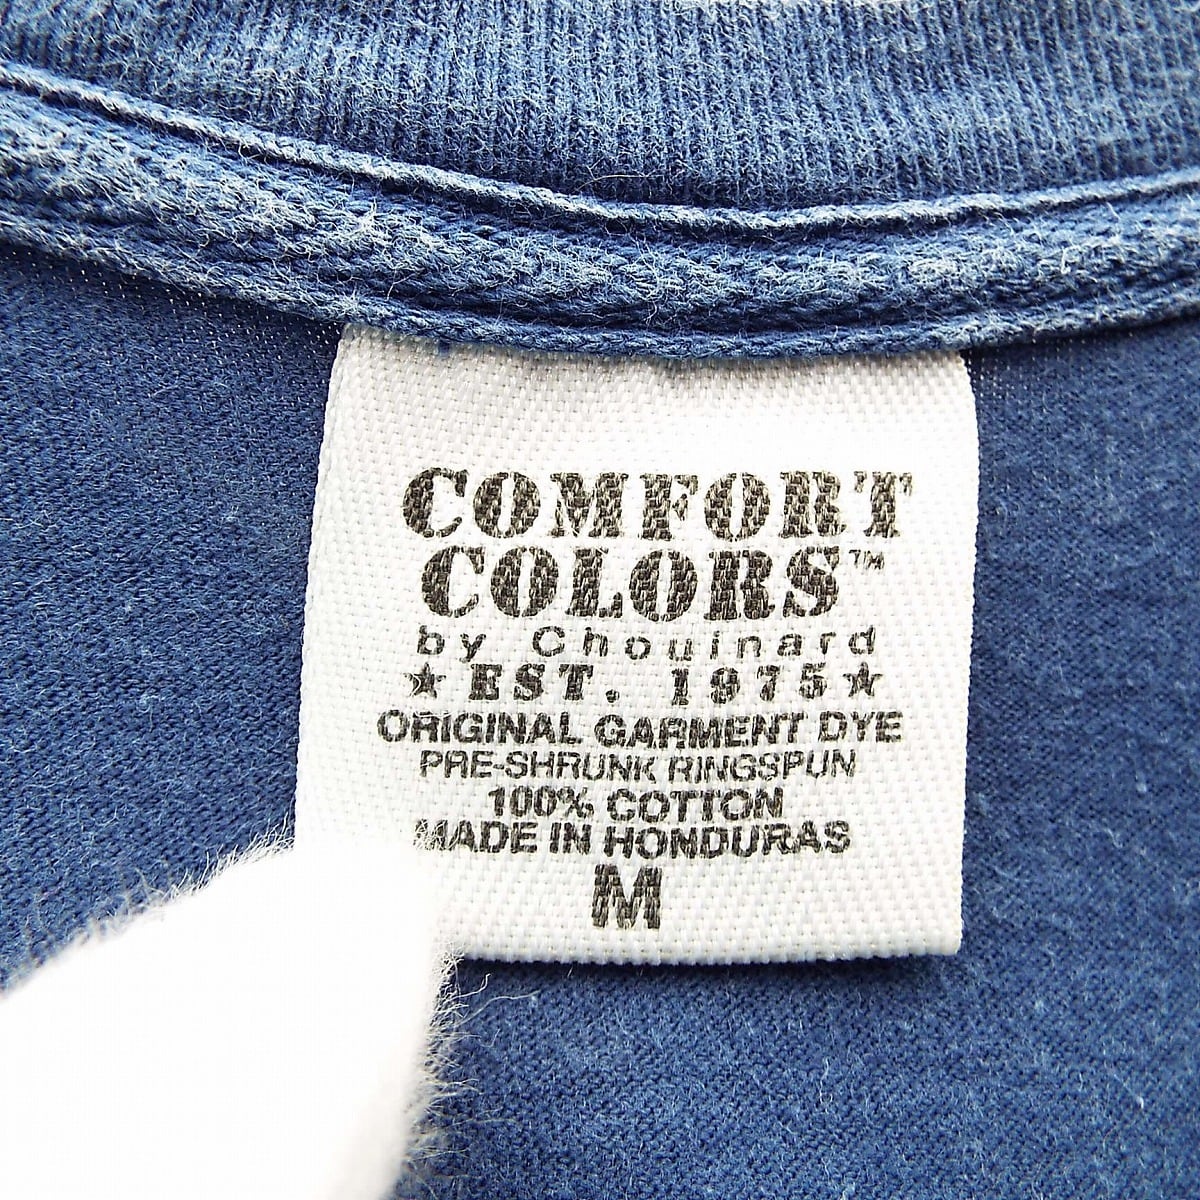 COMFORT
COLORS™
by Chouinard
★ EST. 1975 ★
ORIGINAL GARMENT DYE
PRE-SHRUNK RINGSPUN
100% COTTON
MADE IN HONDURAS
M